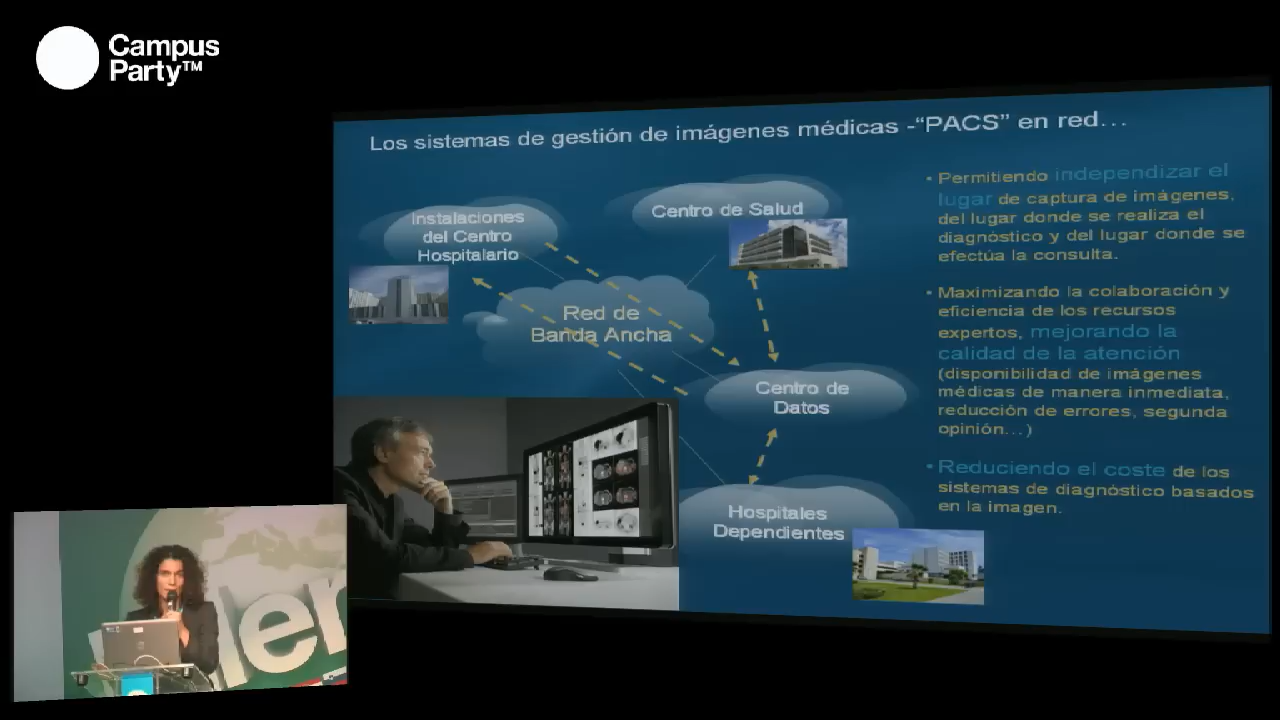 Campus
Party™
Los sistemas de gestión de imágenes médicas -“PACS” en red…
Instalaciones
del Centro
Hospitalario
Centro de Salud
Red de
Banda Ancha
Centro de
Datos
Hospitales
Dependientes
• Permitiendo independizar el
lugar de captura de imágenes,
del lugar donde se realiza el
diagnóstico y del lugar donde se
efectúa la consulta.
• Maximizando la colaboración y
eficiencia de los recursos
expertos, mejorando la
calidad de la atención
(disponibilidad de imágenes
médicas de manera inmediata,
reducción de errores, segunda
opinión…)
• Reduciendo el coste de los
sistemas de diagnóstico basados
en la imagen.